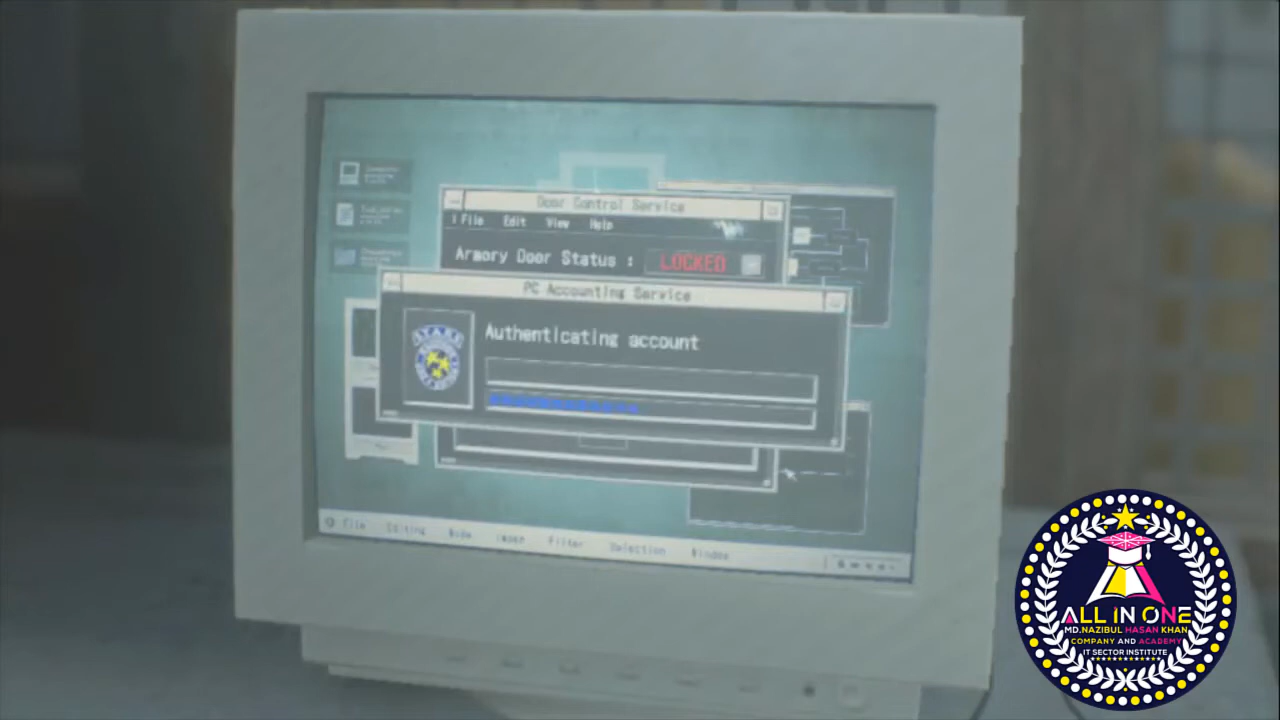 Door Control Service
File Edit View Help
Armory Door Status : LOCKED
PC Accounting Service
Authenticating account
STARS
File Editing Filter Selection Window
ALL IN ONE
MD.NAZIBUL HASAN KHAN
COMPANY AND ACADEMY
IT SECTOR INSTITUTE